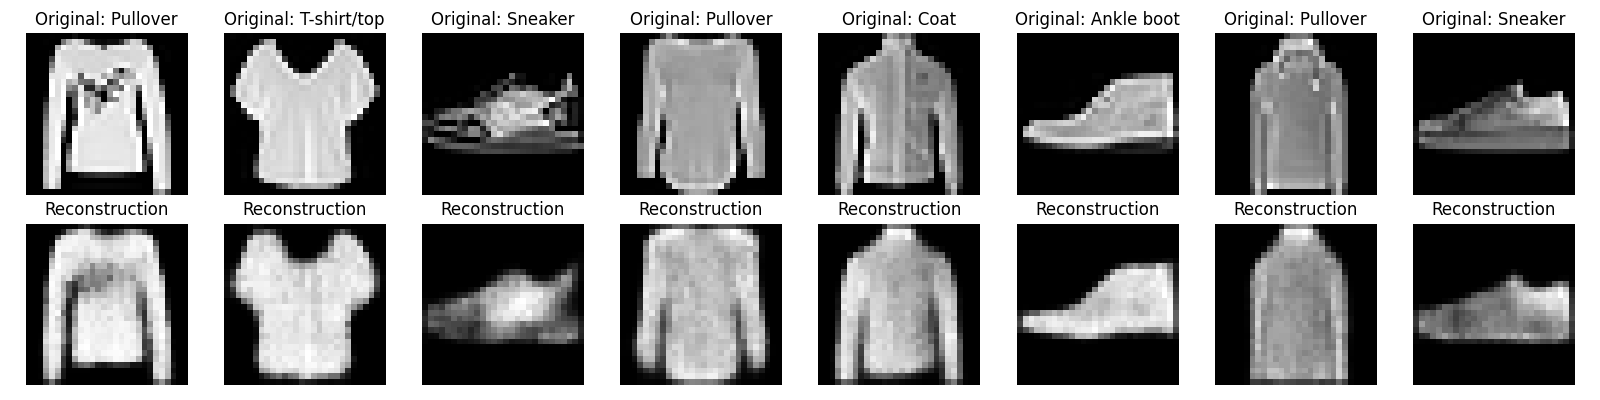 Original: Pullover Original: T-shirt/top Original: Sneaker Original: Pullover Original: Coat Original: Ankle boot Original: Pullover Original: Sneaker
Reconstruction Reconstruction Reconstruction Reconstruction Reconstruction Reconstruction Reconstruction Reconstruction